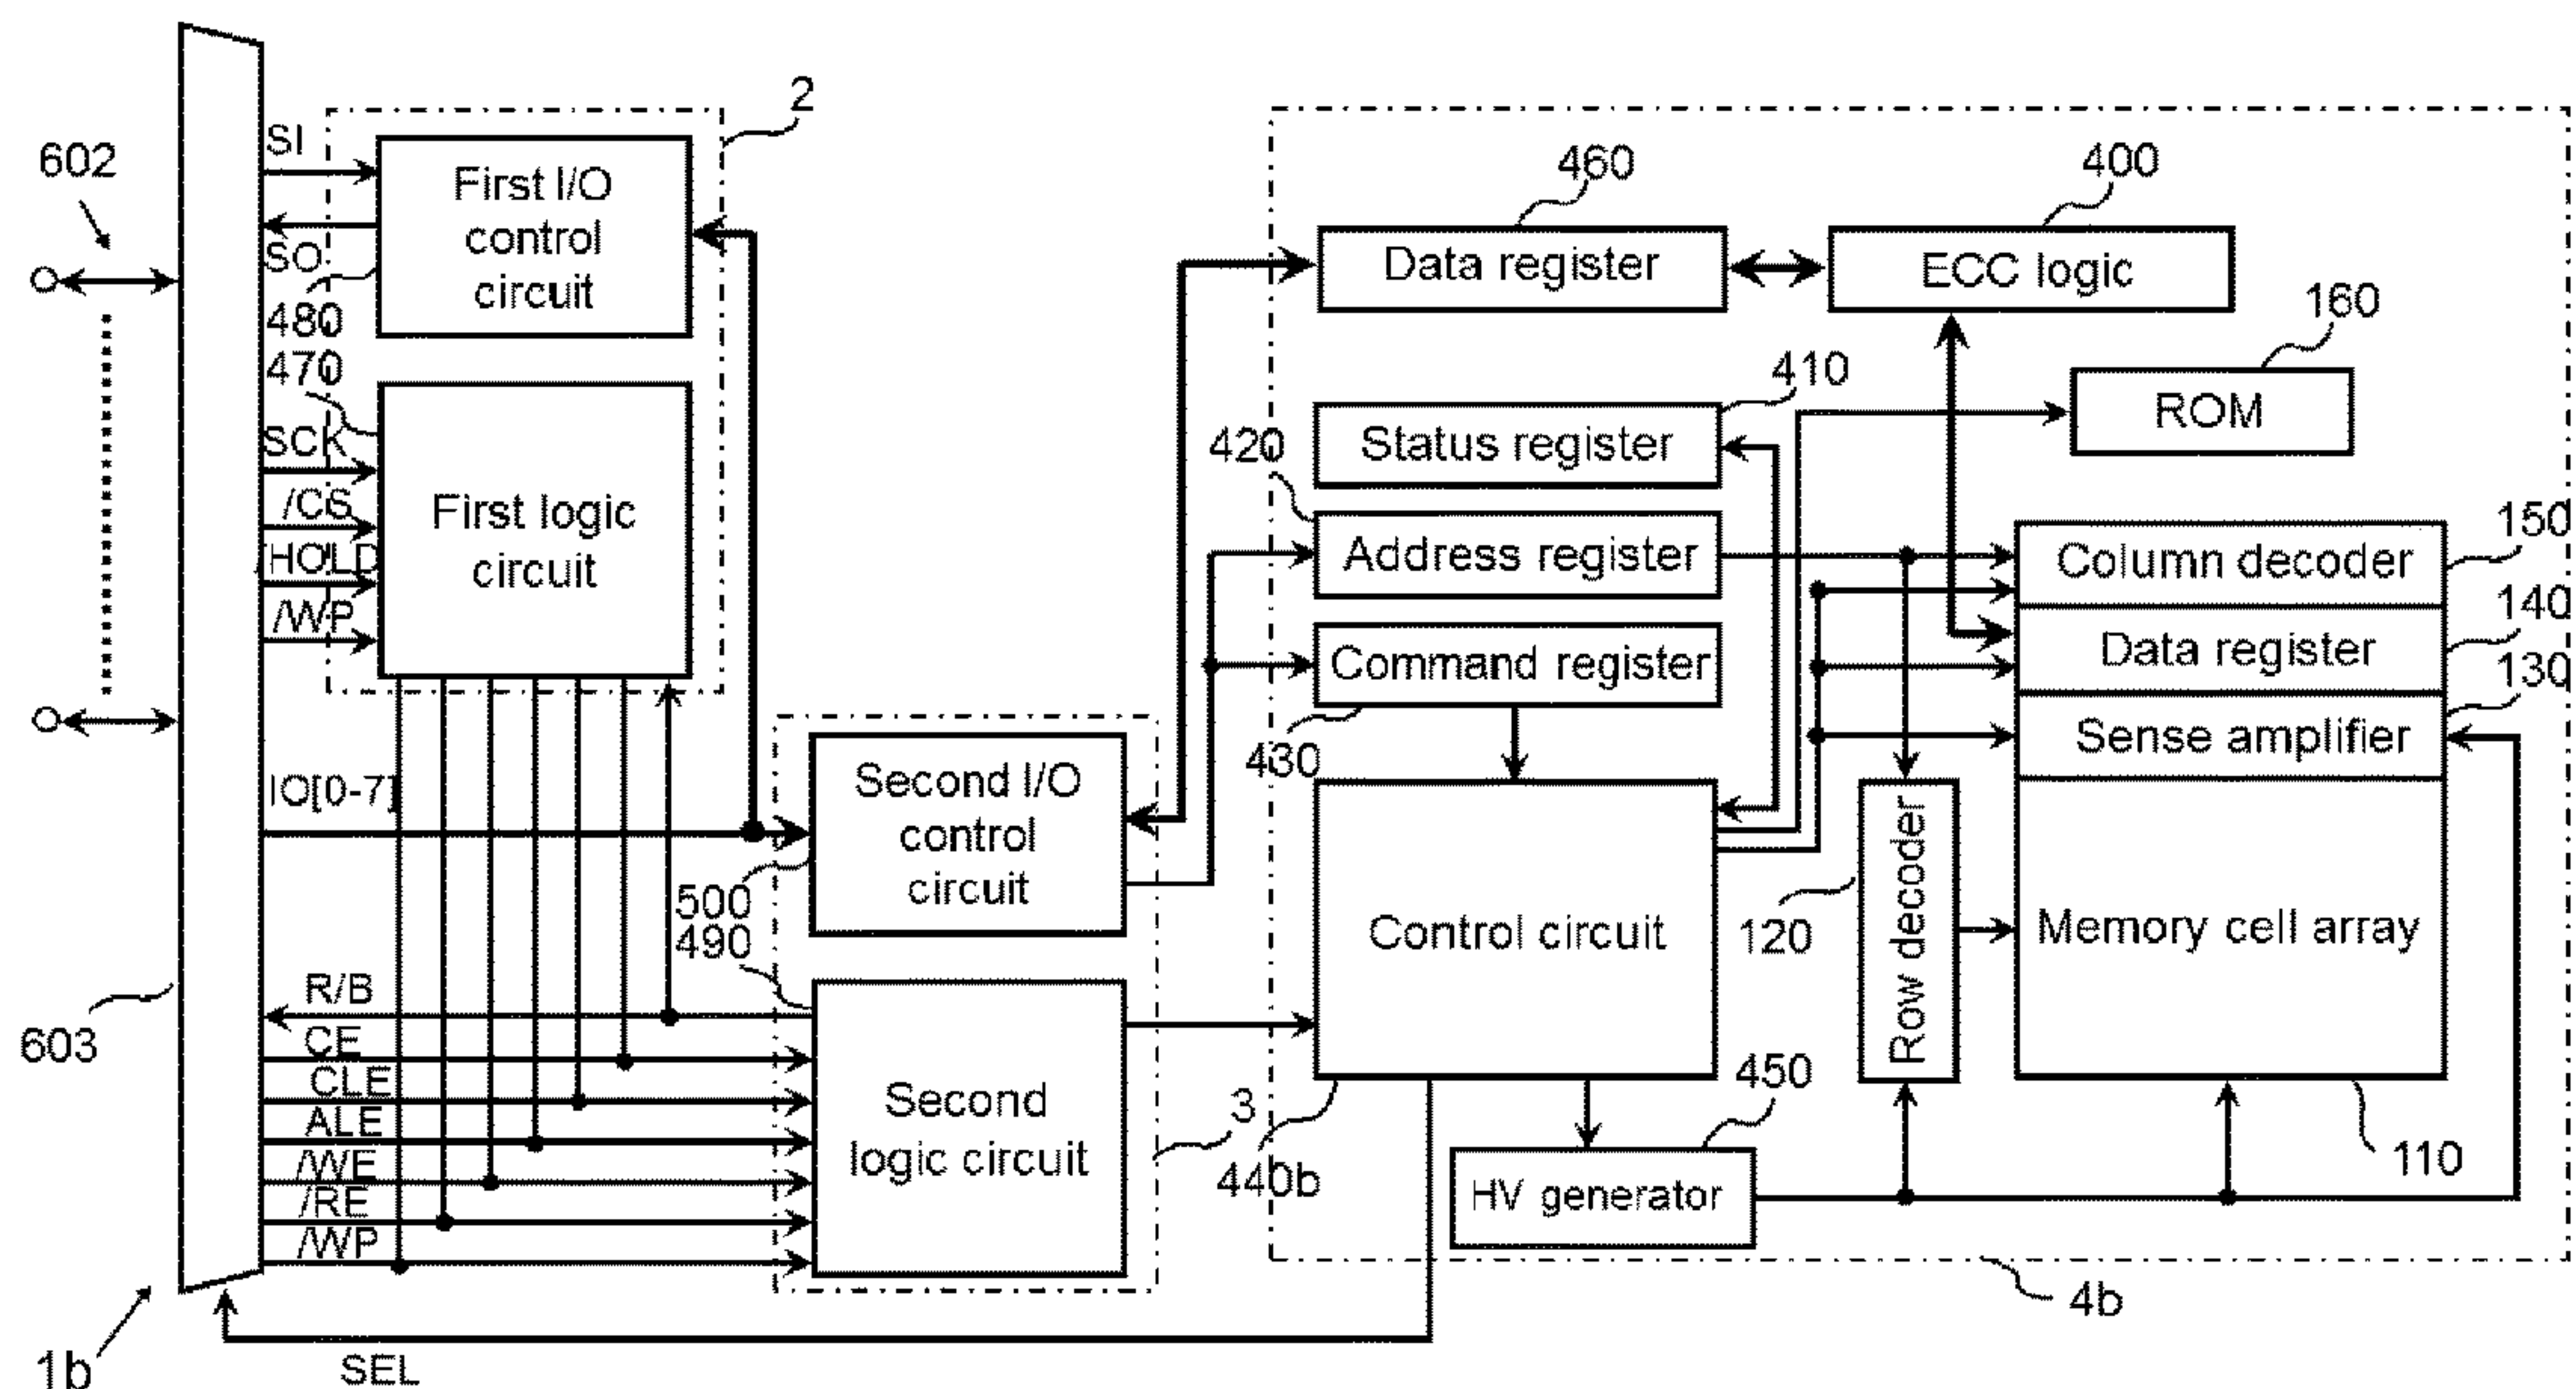 2
SI
602
First I/O
control
circuit
SO
480
470
SCK
/CS
/HOLD
/WP
First logic
circuit
IO[0-7]
Second I/O
control
circuit
500
490
R/B
CE
CLE
ALE
/WE
/RE
/WP
Second
logic circuit
3
603
1b
SEL
460
Data register
400
ECC logic
160
ROM
410
Status register
420
Address register
Command register
430
Control circuit
440b
450
HV generator
120
Row decoder
150
Column decoder
140
Data register
130
Sense amplifier
Memory cell array
110
4b